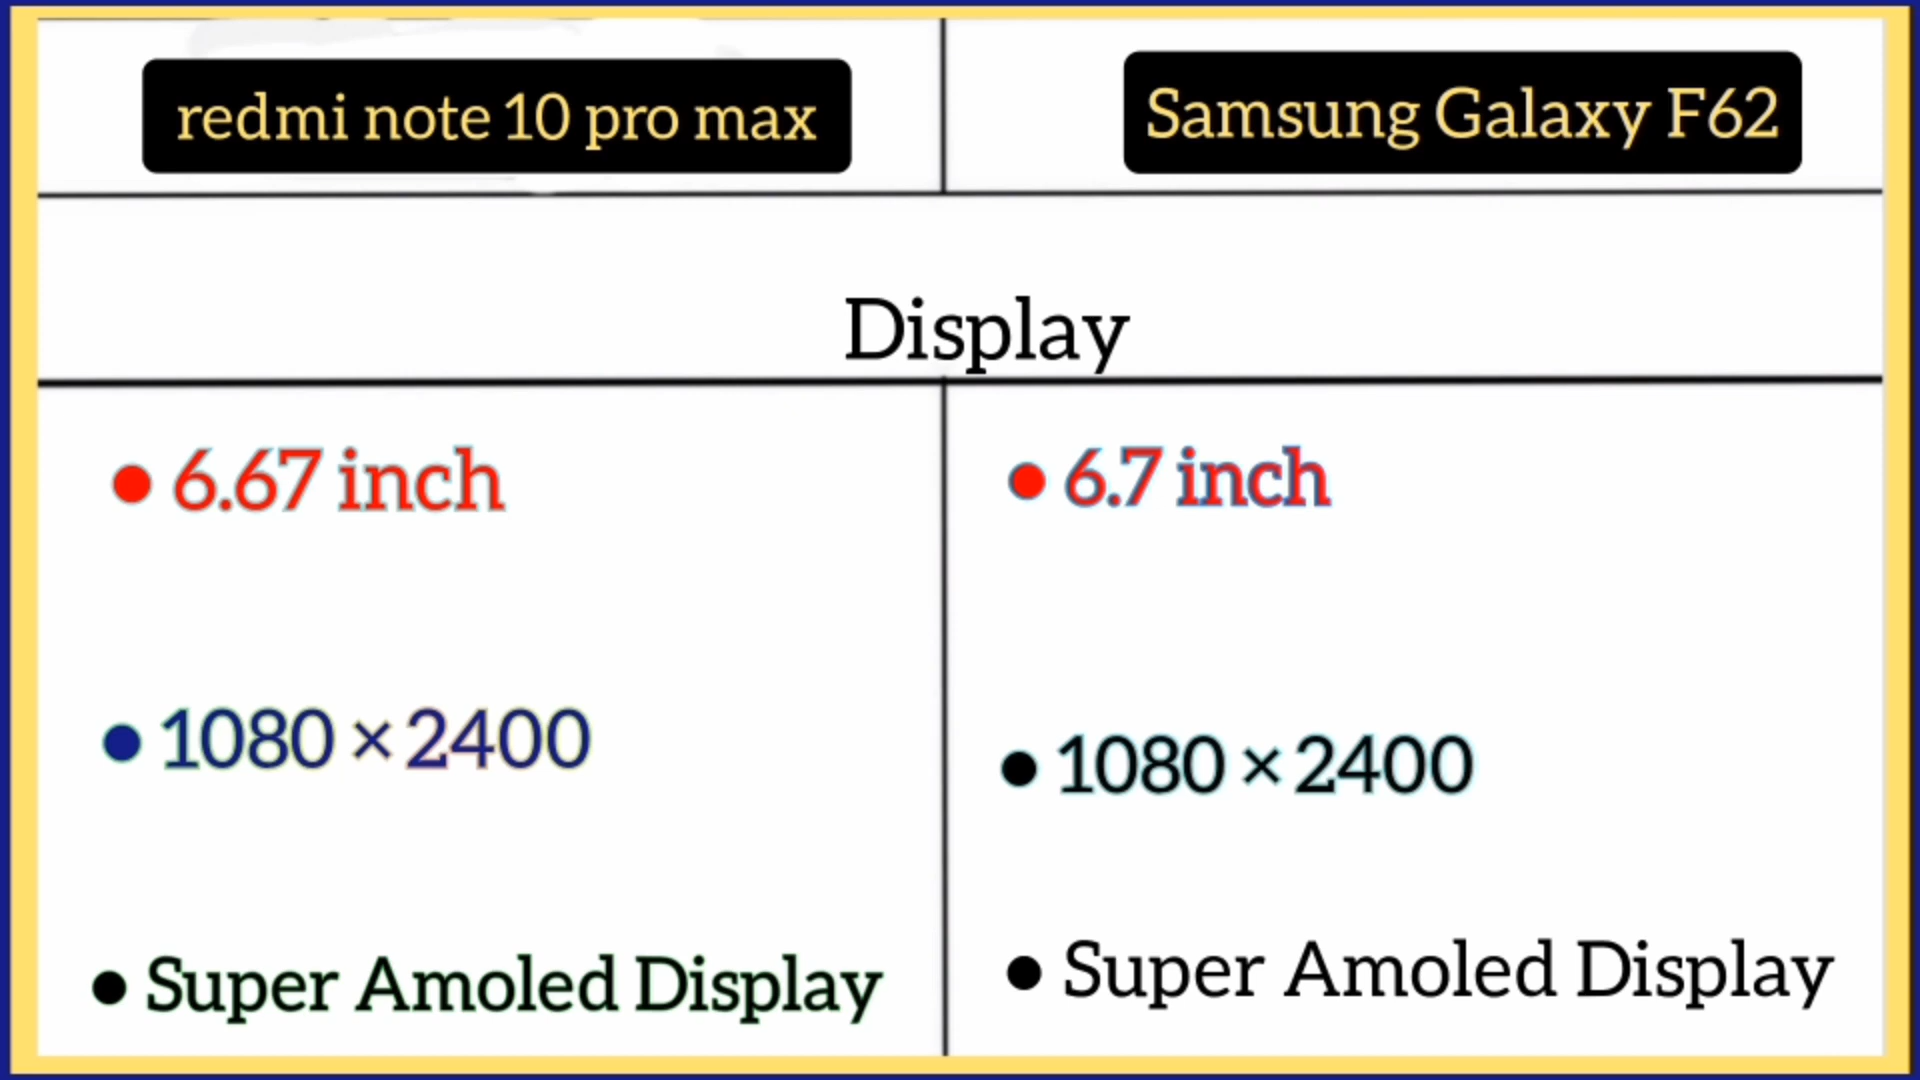 redmi note 10 pro max
Samsung Galaxy F62
Display
• 6.67 inch
• 6.7 inch
• 1080 × 2400
• 1080 × 2400
• Super Amoled Display
• Super Amoled Display